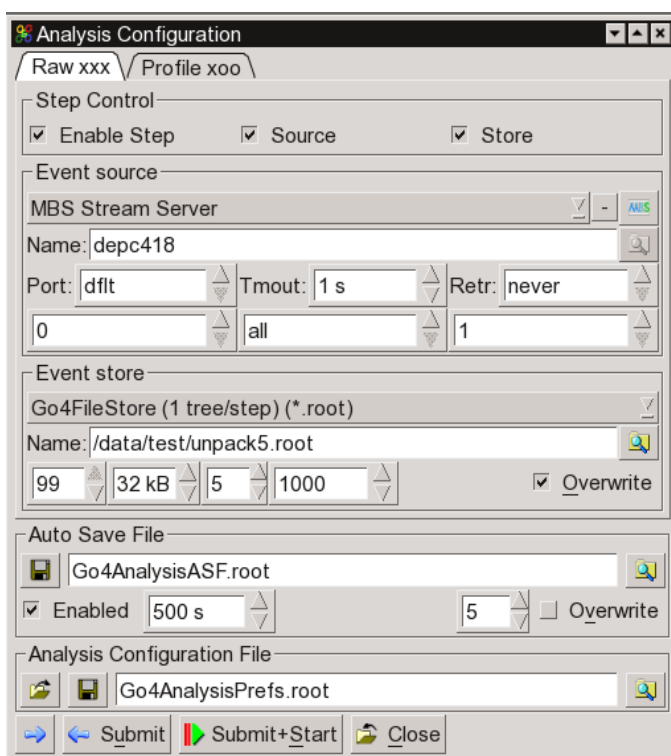 Analysis Configuration
Raw xxx Profile xoo
Step Control
Enable Step Source Store
Event source
MBS Stream Server - MBS
Name: depc418
Port: dflt Tmout: 1 s Retr: never
0 all 1
Event store
Go4FileStore (1 tree/step) (*.root)
Name: /data/test/unpack5.root
99 32 kB 5 1000 Overwrite
Auto Save File
Go4AnalysisASF.root
Enabled 500 s 5 Overwrite
Analysis Configuration File
Go4AnalysisPrefs.root
Submit Submit+Start Close